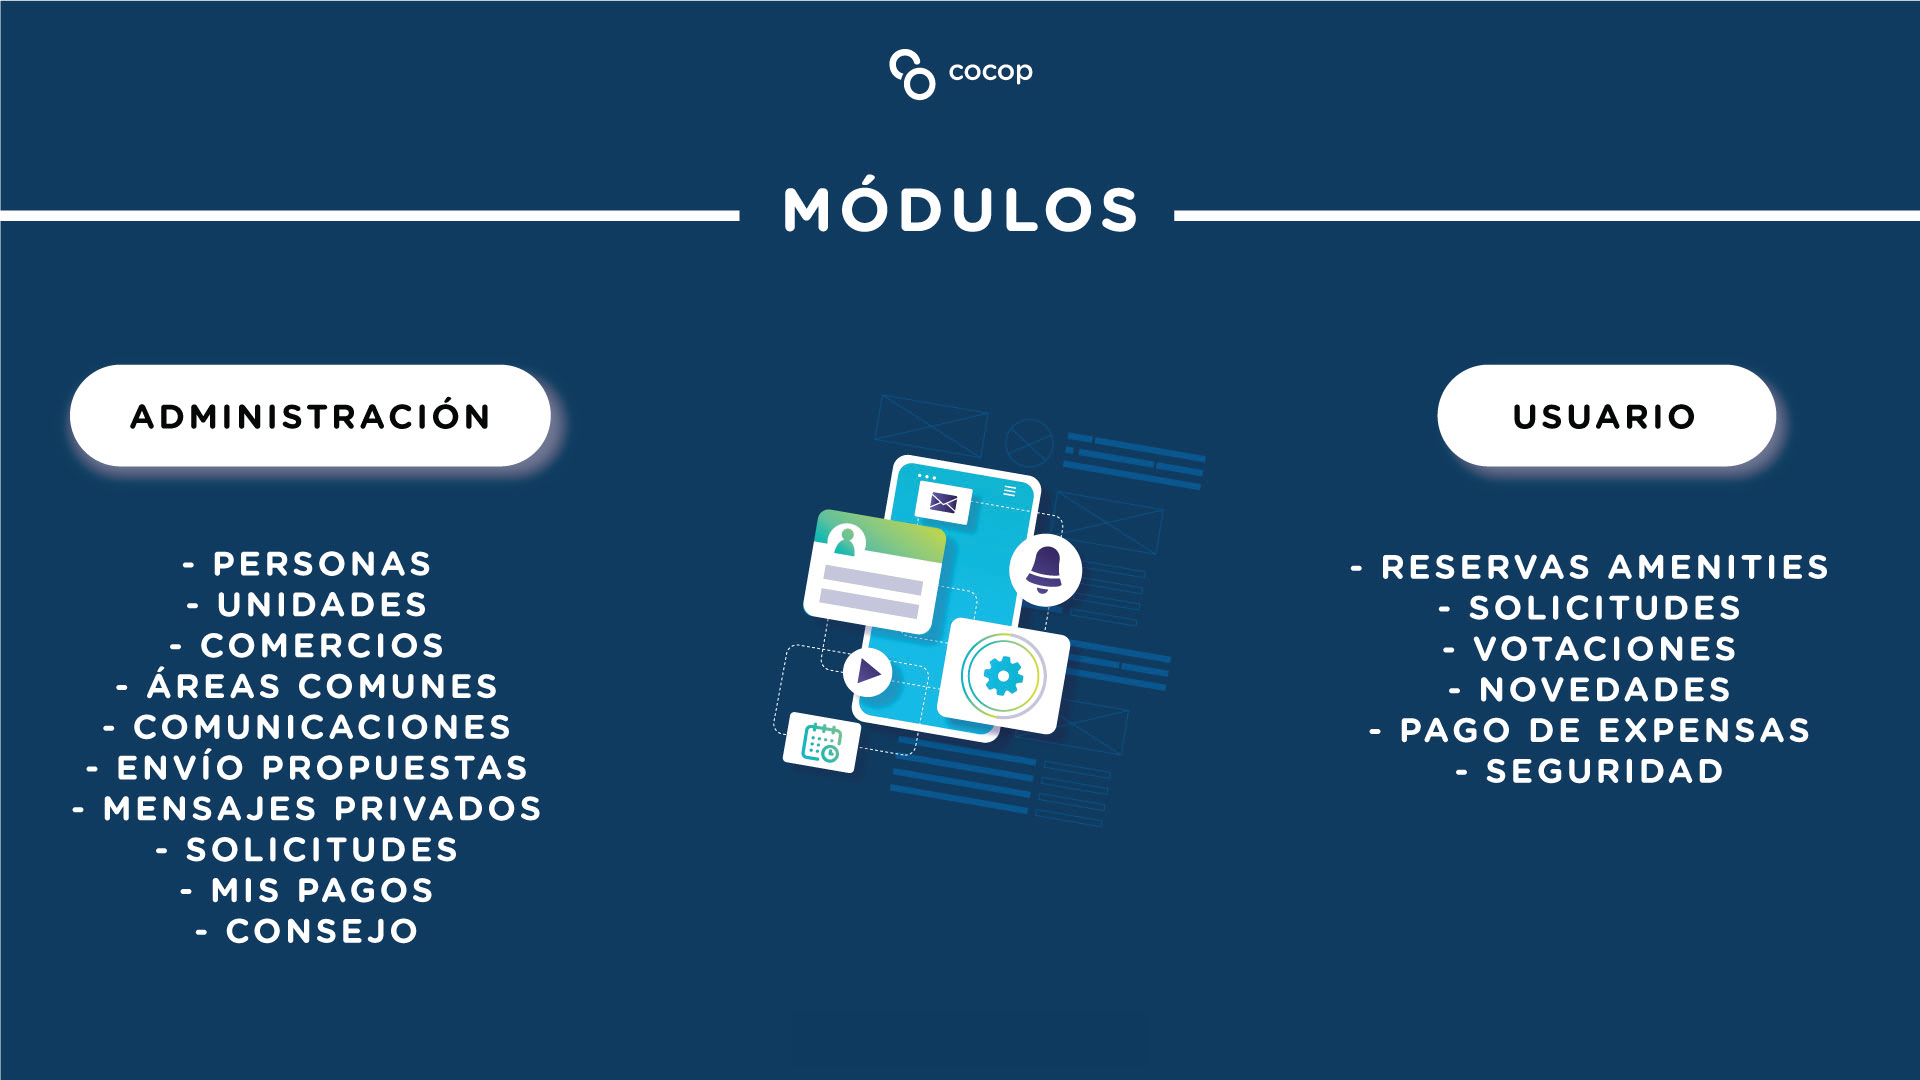 cocop
MÓDULOS
ADMINISTRACIÓN
- PERSONAS
- UNIDADES
- COMERCIOS
- ÁREAS COMUNES
- COMUNICACIONES
- ENVÍO PROPUESTAS
- MENSAJES PRIVADOS
- SOLICITUDES
- MIS PAGOS
- CONSEJO
USUARIO
- RESERVAS AMENITIES
- SOLICITUDES
- VOTACIONES
- NOVEDADES
- PAGO DE EXPENSAS
- SEGURIDAD